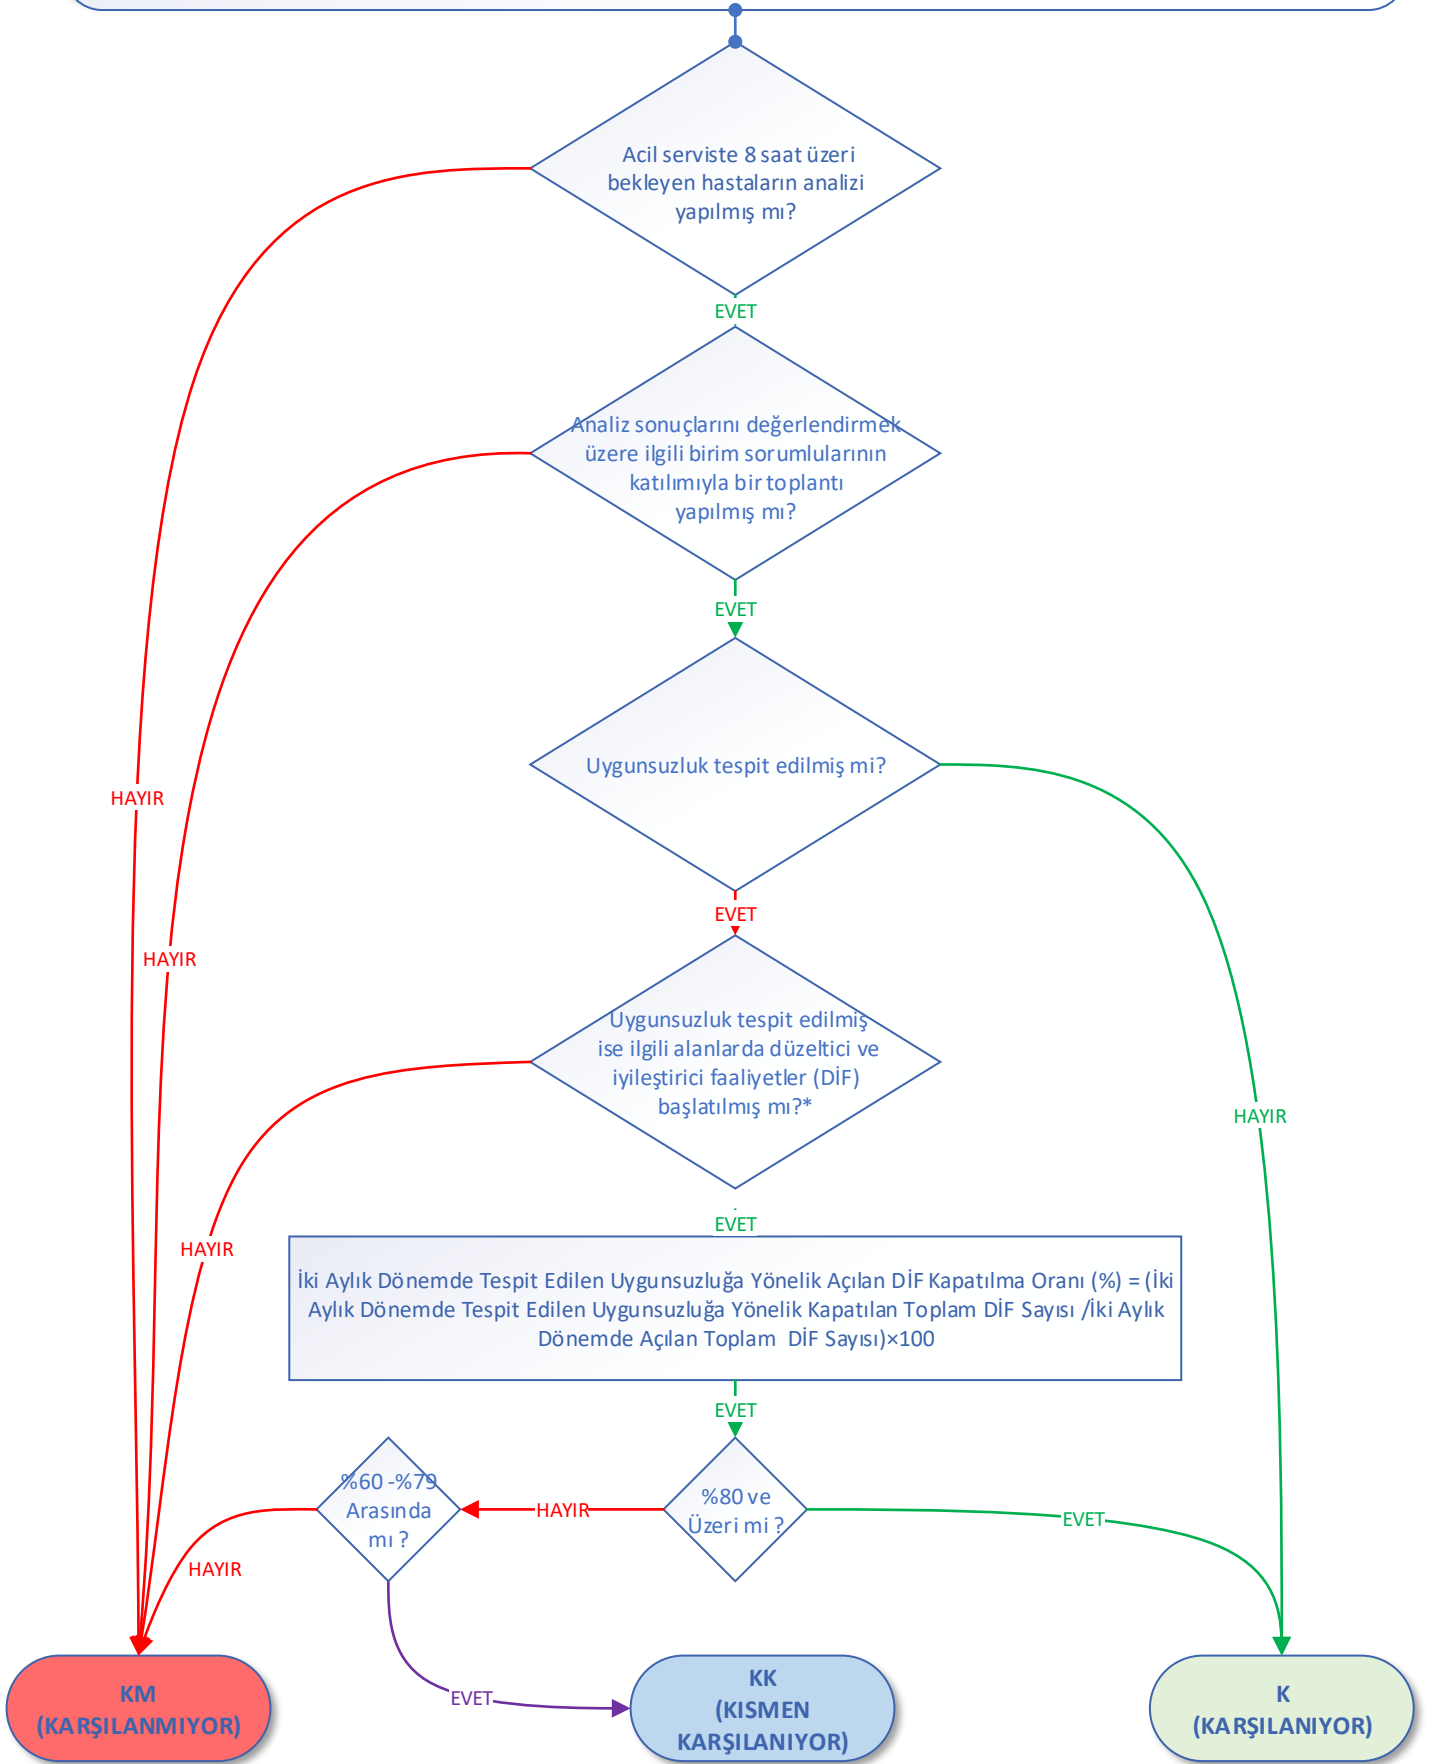 Acil serviste 8 saat üzeri
bekleyen hastaların analizi
yapılmış mı?
EVET
Analiz sonuçlarını değerlendirmek
üzere ilgili birim sorumlularının
katılımıyla bir toplantı
yapılmış mı?
EVET
Uygunsuzluk tespit edilmiş mi?
HAYIR
EVET
HAYIR
Uygunsuzluk tespit edilmiş
ise ilgili alanlarda düzeltici ve
iyileştirici faaliyetler (DİF)
başlatılmış mı?*
HAYIR
EVET
HAYIR
İki Aylık Dönemde Tespit Edilen Uygunsuzluğa Yönelik Açılan DİF Kapatılma Oranı (%) = (İki
Aylık Dönemde Tespit Edilen Uygunsuzluğa Yönelik Kapatılan Toplam DİF Sayısı /İki Aylık
Dönemde Açılan Toplam DİF Sayısı)×100
EVET
%60 -%79
Arasında
mı ?
HAYIR
%80 ve
Üzeri mi ?
EVET
HAYIR
EVET
KM
(KARŞILANMIYOR)
KK
(KISMEN
KARŞILANIYOR)
K
(KARŞILANIYOR)